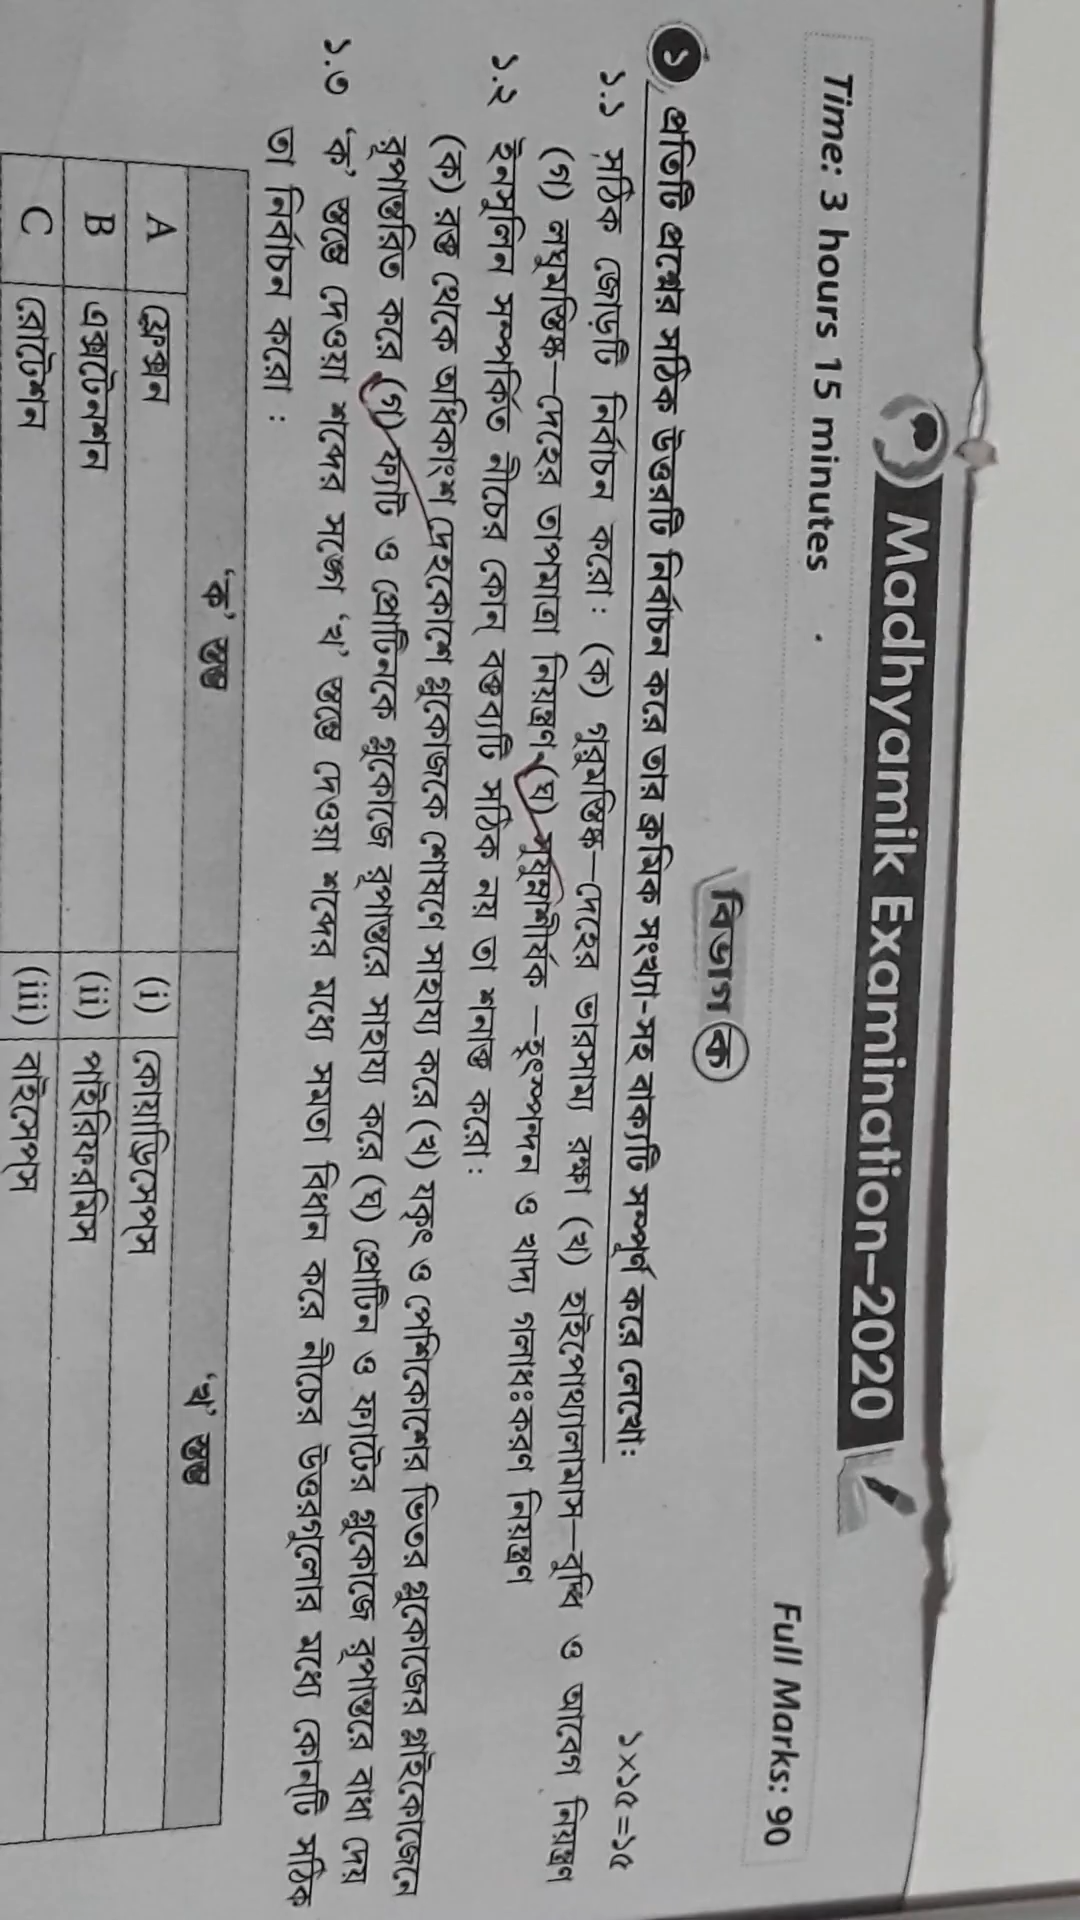 Madhyamik Examination–2020
Time: 3 hours 15 minutes Full Marks: 90
বিভাগ ক
১ প্রতিটি প্রশ্নের সঠিক উত্তরটি নির্বাচন করে তার ক্রমিক সংখ্যা-সহ বাক্যটি সম্পূর্ণ করে লেখো: ১×১৫=১৫
১.১ সঠিক জোড়টি নির্বাচন করো: (ক) গুরুমস্তিষ্ক—দেহের ভারসাম্য রক্ষা (খ) হাইপোথ্যালামাস—বুদ্ধি ও আবেগ নিয়ন্ত্রণ
(গ) লঘুমস্তিষ্ক—দেহের তাপমাত্রা নিয়ন্ত্রণ (ঘ) সুষুম্নাশীর্ষক —হৃৎস্পন্দন ও খাদ্য গলাধঃকরণ নিয়ন্ত্রণ
১.২ ইনসুলিন সম্পর্কিত নীচের কোন্ বক্তব্যটি সঠিক নয় তা শনাক্ত করো:
(ক) রক্ত থেকে অধিকাংশ দেহকোশে গ্লুকোজকে শোষণে সাহায্য করে (খ) যকৃৎ ও পেশিকোশের ভিতর গ্লুকোজের গ্লাইকোজেনে
রূপান্তরিত করে (গ) ফ্যাট ও প্রোটিনকে গ্লুকোজে রূপান্তরে সাহায্য করে (ঘ) প্রোটিন ও ফ্যাটের গ্লুকোজে রূপান্তরে বাধা দেয়
১.৩ ‘ক’ স্তম্ভে দেওয়া শব্দের সঙ্গে ‘খ’ স্তম্ভে দেওয়া শব্দের মধ্যে সমতা বিধান করে নীচের উত্তরগুলোর মধ্যে কোন্‌টি সঠিক
তা নির্বাচন করো :
‘ক’ স্তম্ভ ‘খ’ স্তম্ভ
A ফ্লেক্সন (i) কোয়াড্রিসেপ্‌স
B এক্সটেনশন (ii) পাইরিফরমিস
C রোটেশন (iii) বাইসেপ্‌স